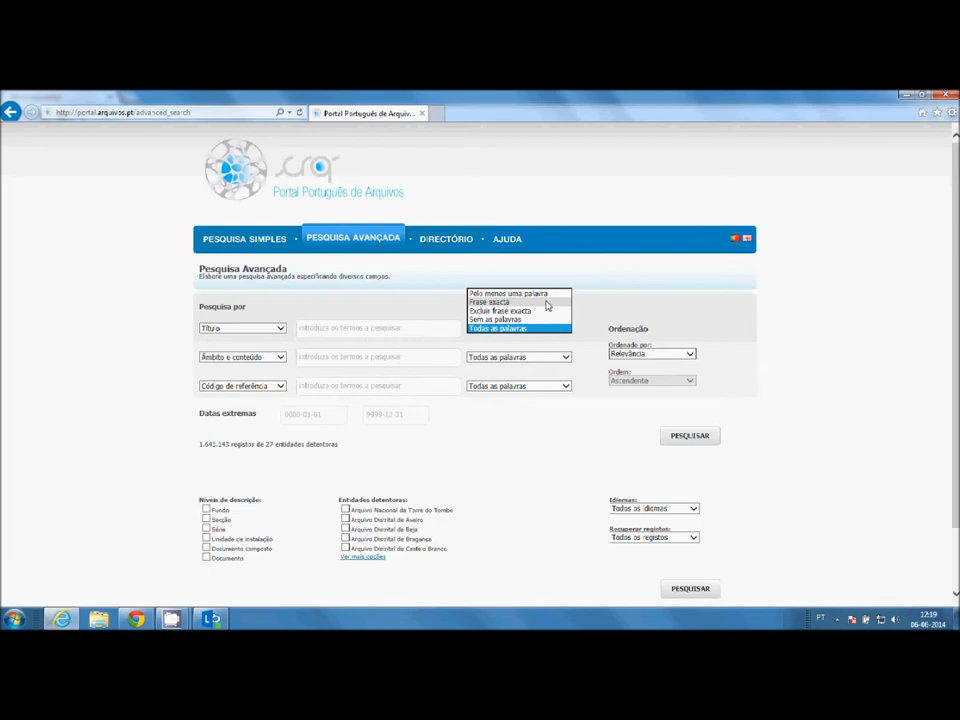 http://portal.arquivos.pt/advanced_search
Portal Português de Arquiv...
arq
Portal Português de Arquivos
PESQUISA SIMPLES • PESQUISA AVANÇADA • DIRECTÓRIO • AJUDA
Pesquisa Avançada
Elabore uma pesquisa avançada especificando diversos campos.
Pesquisa por
Pelo menos uma palavra
Frase exacta
Excluir frase exacta
Sem as palavras
Todas as palavras
Título
Introduza os termos a pesquisar
Âmbito e conteúdo
Introduza os termos a pesquisar
Todas as palavras
Código de referência
Introduza os termos a pesquisar
Todas as palavras
Ordenação
Ordenado por:
Relevância
Ordem:
Ascendente
Datas extremas
0000-01-01
9999-12-31
PESQUISAR
1.643.143 registos de 27 entidades detentoras
Níveis de descrição:
Fundo
Secção
Série
Unidade de instalação
Documento composto
Documento
Entidades detentoras:
Arquivo Nacional da Torre do Tombo
Arquivo Distrital de Aveiro
Arquivo Distrital de Beja
Arquivo Distrital de Bragança
Arquivo Distrital de Castelo Branco
Ver mais opções
Idiomas:
Todos os idiomas
Recuperar registos:
Todos os registos
PESQUISAR
PT
12:19
06-06-2014